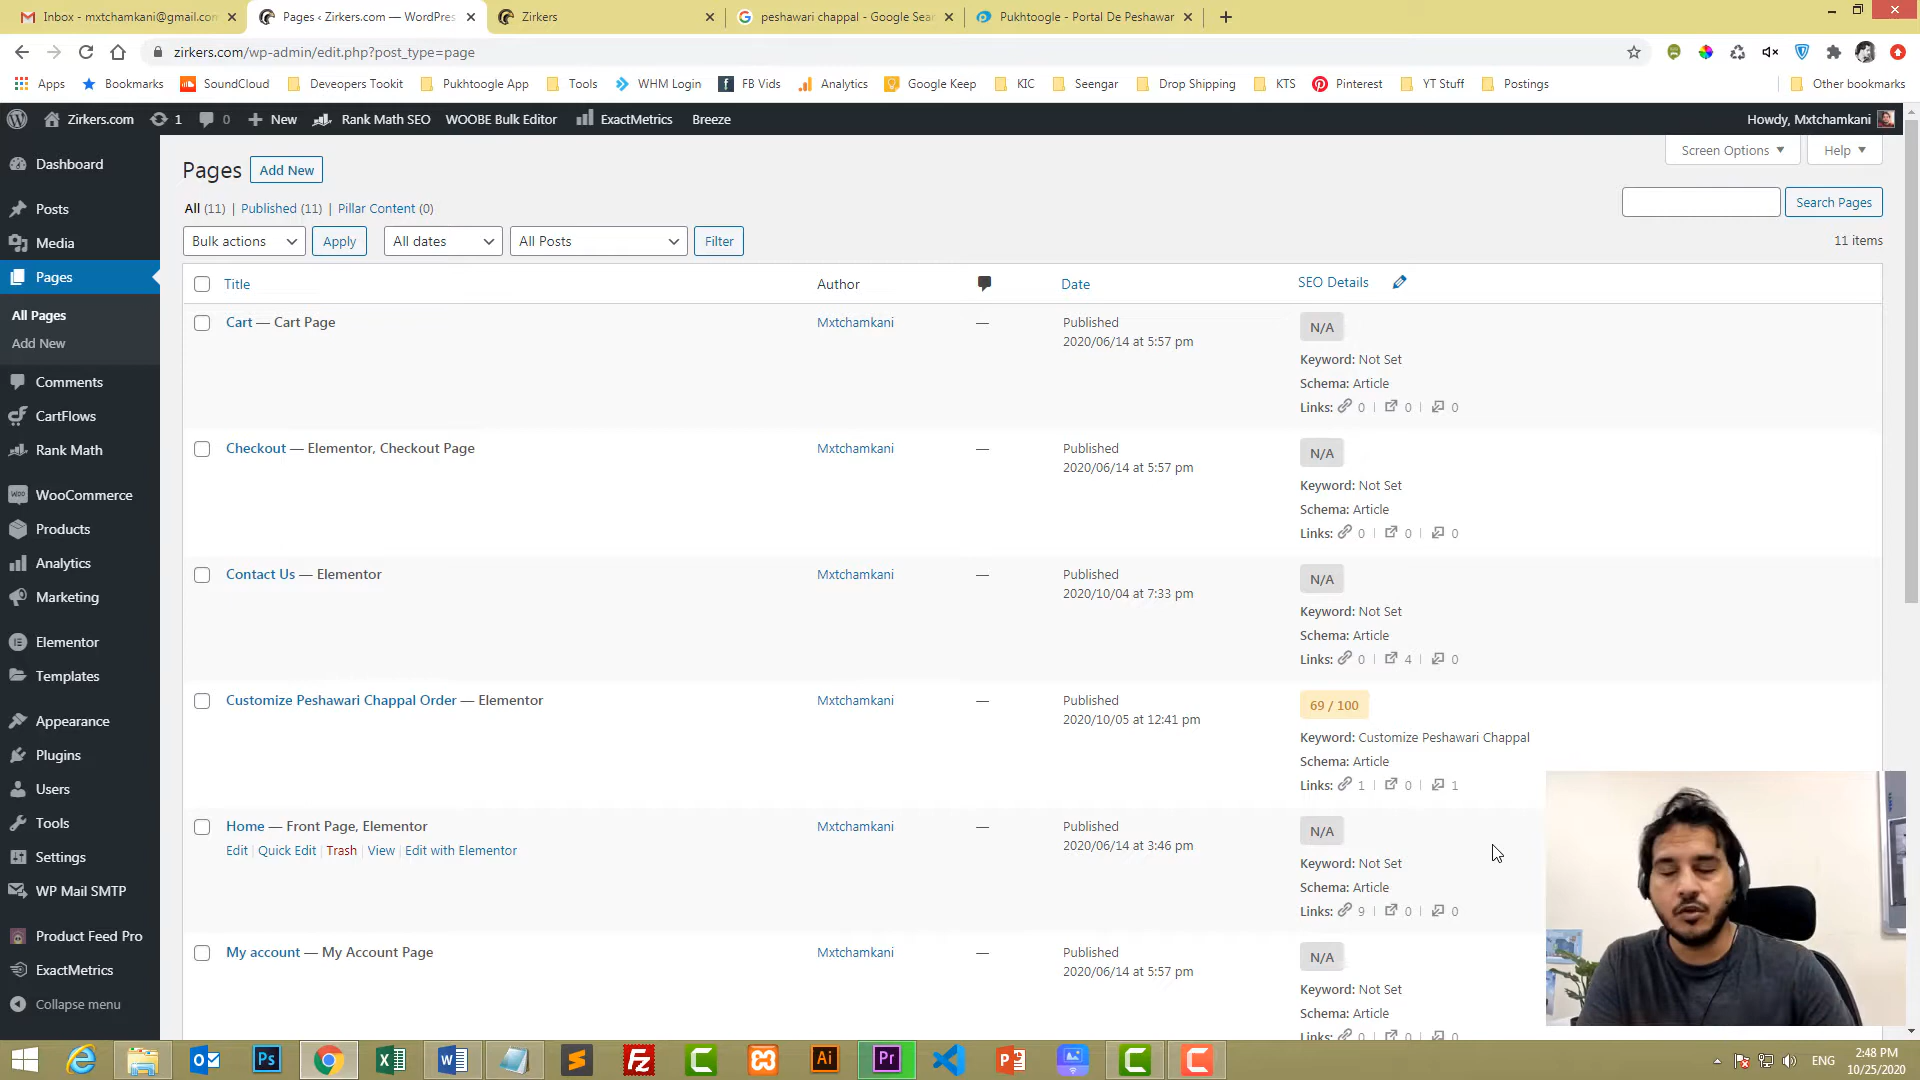 Inbox - mxtchamkani@gmail.com
Pages ‹ Zirkers.com — WordPres
Zirkers
peshawari chappal - Google Sear
Pukhtoogle - Portal De Peshawar
zirkers.com/wp-admin/edit.php?post_type=page
Apps Bookmarks SoundCloud Deveopers Tookit Pukhtoogle App Tools WHM Login FB Vids Analytics Google Keep KIC Seengar Drop Shipping KTS Pinterest YT Stuff Postings Other bookmarks
Zirkers.com 1 0 New Rank Math SEO WOOBE Bulk Editor ExactMetrics Breeze Howdy, Mxtchamkani
Dashboard
Posts
Media
Pages
All Pages
Add New
Comments
CartFlows
Rank Math
WooCommerce
Products
Analytics
Marketing
Elementor
Templates
Appearance
Plugins
Users
Tools
Settings
WP Mail SMTP
Product Feed Pro
ExactMetrics
Collapse menu
Screen Options Help
Pages Add New
All (11) | Published (11) | Pillar Content (0)
Search Pages
Bulk actions Apply All dates All Posts Filter
11 items
Title Author Date SEO Details
Cart — Cart Page Mxtchamkani — Published N/A
2020/06/14 at 5:57 pm
Keyword: Not Set
Schema: Article
Links: 0 | 0 | 0
Checkout — Elementor, Checkout Page Mxtchamkani — Published N/A
2020/06/14 at 5:57 pm
Keyword: Not Set
Schema: Article
Links: 0 | 0 | 0
Contact Us — Elementor Mxtchamkani — Published N/A
2020/10/04 at 7:33 pm
Keyword: Not Set
Schema: Article
Links: 0 | 4 | 0
Customize Peshawari Chappal Order — Elementor Mxtchamkani — Published 69 / 100
2020/10/05 at 12:41 pm
Keyword: Customize Peshawari Chappal
Schema: Article
Links: 1 | 0 | 1
Home — Front Page, Elementor Mxtchamkani — Published N/A
Edit | Quick Edit | Trash | View | Edit with Elementor 2020/06/14 at 3:46 pm
Keyword: Not Set
Schema: Article
Links: 9 | 0 | 0
My account — My Account Page Mxtchamkani — Published N/A
2020/06/14 at 5:57 pm
Keyword: Not Set
Schema: Article
Links: 0 | 0 | 0
ENG
2:48 PM
10/25/2020